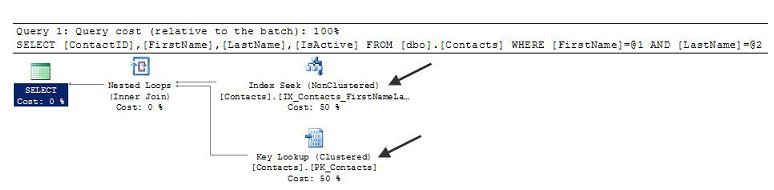 Query 1: Query cost (relative to the batch): 100%
SELECT [ContactID],[FirstName],[LastName],[IsActive] FROM [dbo].[Contacts] WHERE [FirstName]=@1 AND [LastName]=@2
SELECT
Cost: 0 %
Nested Loops
(Inner Join)
Cost: 0 %
Index Seek (NonClustered)
[Contacts].[IX_Contacts_FirstNameLa…
Cost: 50 %
Key Lookup (Clustered)
[Contacts].[PK_Contacts]
Cost: 50 %